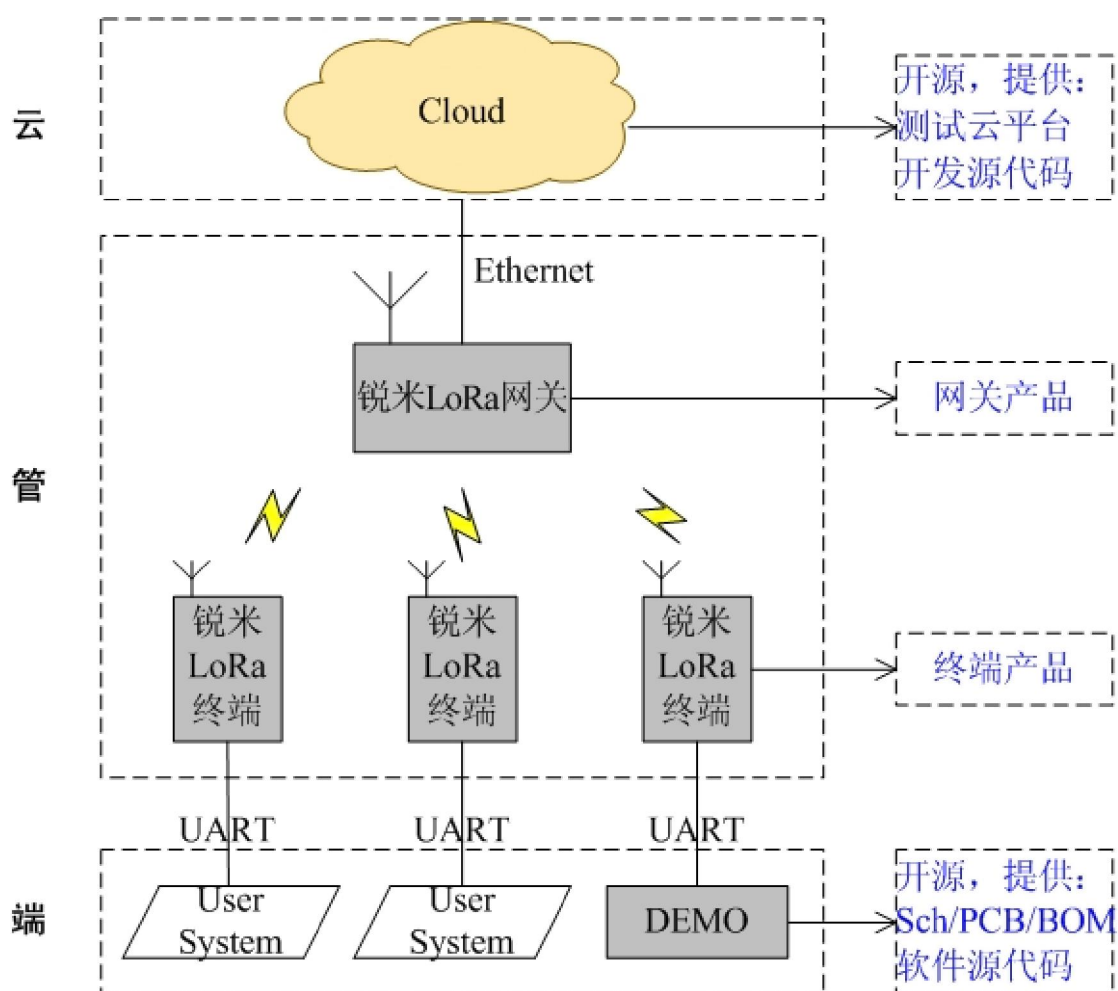 云
Cloud
开源，提供：
测试云平台
开发源代码
管
Ethernet
锐米LoRa网关
网关产品
锐米
LoRa
终端
锐米
LoRa
终端
锐米
LoRa
终端
终端产品
UART
UART
UART
端
User
System
User
System
DEMO
开源，提供：
Sch/PCB/BOM
软件源代码